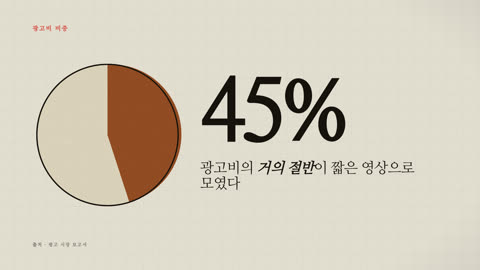 광고비 비중
45%
광고비의 거의 절반이 짧은 영상으로
모였다
출처 · 광고 시장 보고서